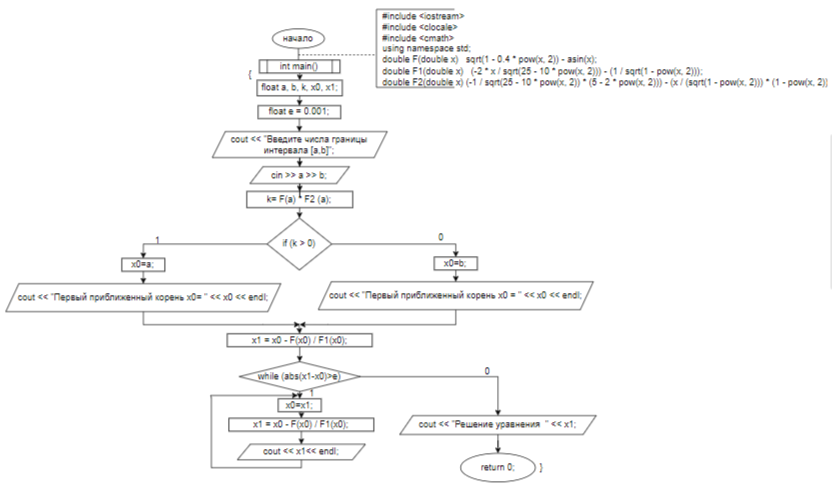 #include <iostream>
#include <clocale>
#include <cmath>
using namespace std;
double F(double x) sqrt(1 - 0.4 * pow(x, 2)) - asin(x);
double F1(double x) (-2 * x / sqrt(25 - 10 * pow(x, 2))) - (1 / sqrt(1 - pow(x, 2)));
double F2(double x) (-1 / sqrt(25 - 10 * pow(x, 2)) * (5 - 2 * pow(x, 2))) - (x / (sqrt(1 - pow(x, 2))) * (1 - pow(x, 2))
начало
int main()
{
float a, b, k, x0, x1;
float e = 0.001;
cout << "Введите числа границы
интервала [a,b]";
cin >> a >> b;
k= F(a) * F2 (a);
if (k > 0)
1
0
x0=a;
x0=b;
cout << "Первый приближенный корень x0= " << x0 << endl;
cout << "Первый приближенный корень x0 = " << x0 << endl;
x1 = x0 - F(x0) / F1(x0);
while (abs(x1-x0)>e)
0
1
x0=x1;
x1 = x0 - F(x0) / F1(x0);
cout << "Решение уравнения " << x1;
cout << x1<< endl;
return 0;
}